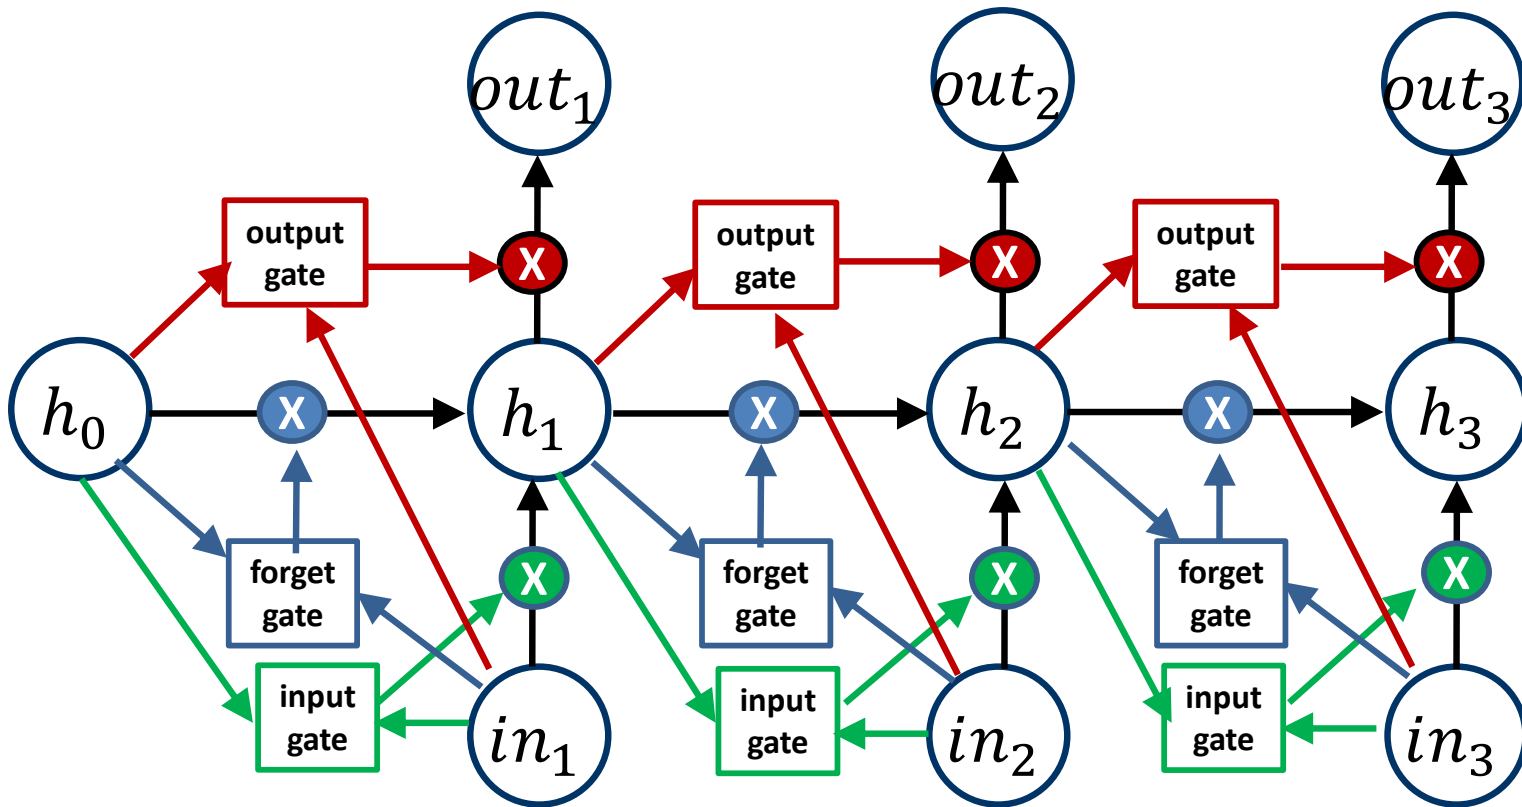 out₁ out₂ out₃
output
gate
X
output
gate
X
output
gate
X
h₀ X h₁ X h₂ X h₃
forget
gate
X
forget
gate
X
forget
gate
X
input
gate
in₁
input
gate
in₂
input
gate
in₃